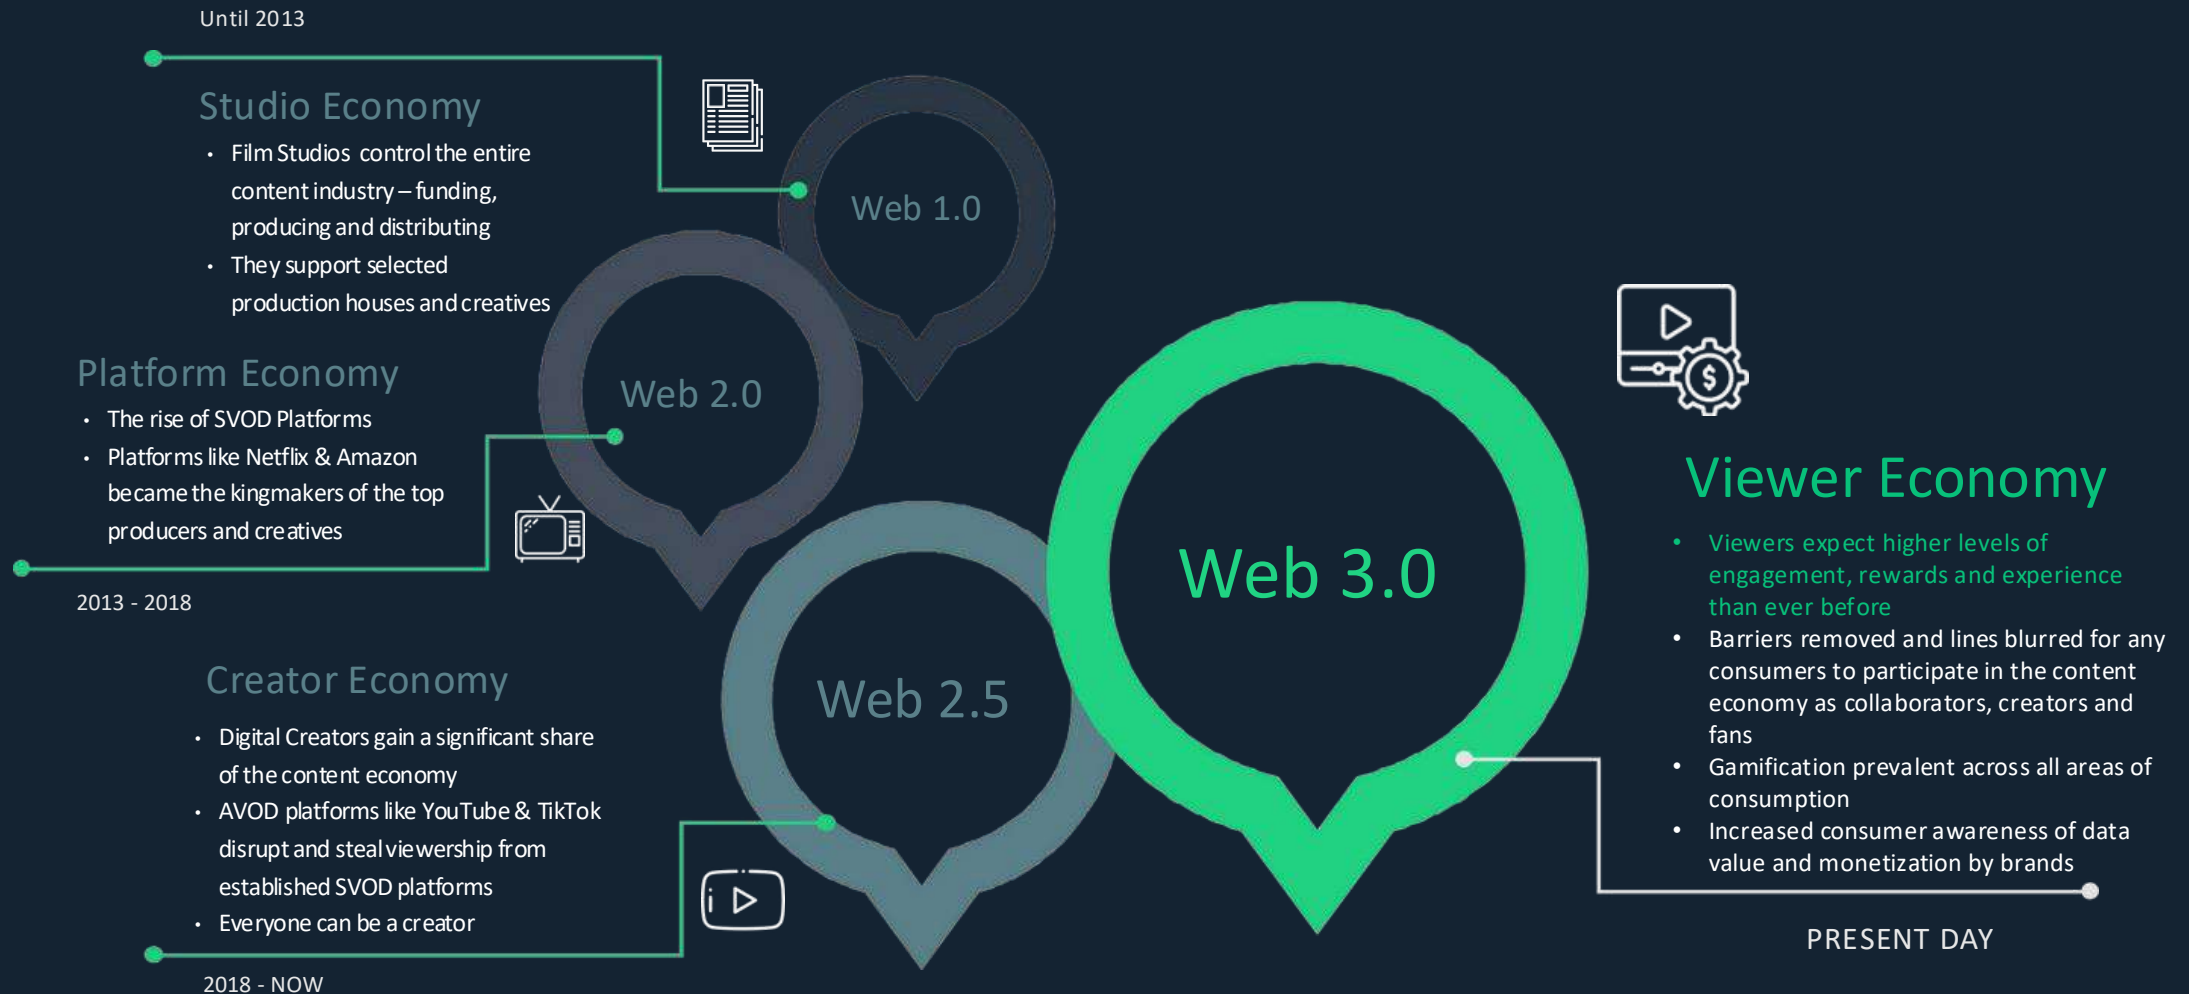 Until 2013
Studio Economy
• Film Studios control the entire
content industry – funding,
producing and distributing
• They support selected
production houses and creatives
Web 1.0
Platform Economy
• The rise of SVOD Platforms
• Platforms like Netflix & Amazon
became the kingmakers of the top
producers and creatives
2013 - 2018
Web 2.0
Creator Economy
• Digital Creators gain a significant share
of the content economy
• AVOD platforms like YouTube & TikTok
disrupt and steal viewership from
established SVOD platforms
• Everyone can be a creator
2018 - NOW
Web 2.5
Web 3.0
Viewer Economy
• Viewers expect higher levels of
engagement, rewards and experience
than ever before
• Barriers removed and lines blurred for any
consumers to participate in the content
economy as collaborators, creators and
fans
• Gamification prevalent across all areas of
consumption
• Increased consumer awareness of data
value and monetization by brands
PRESENT DAY
$